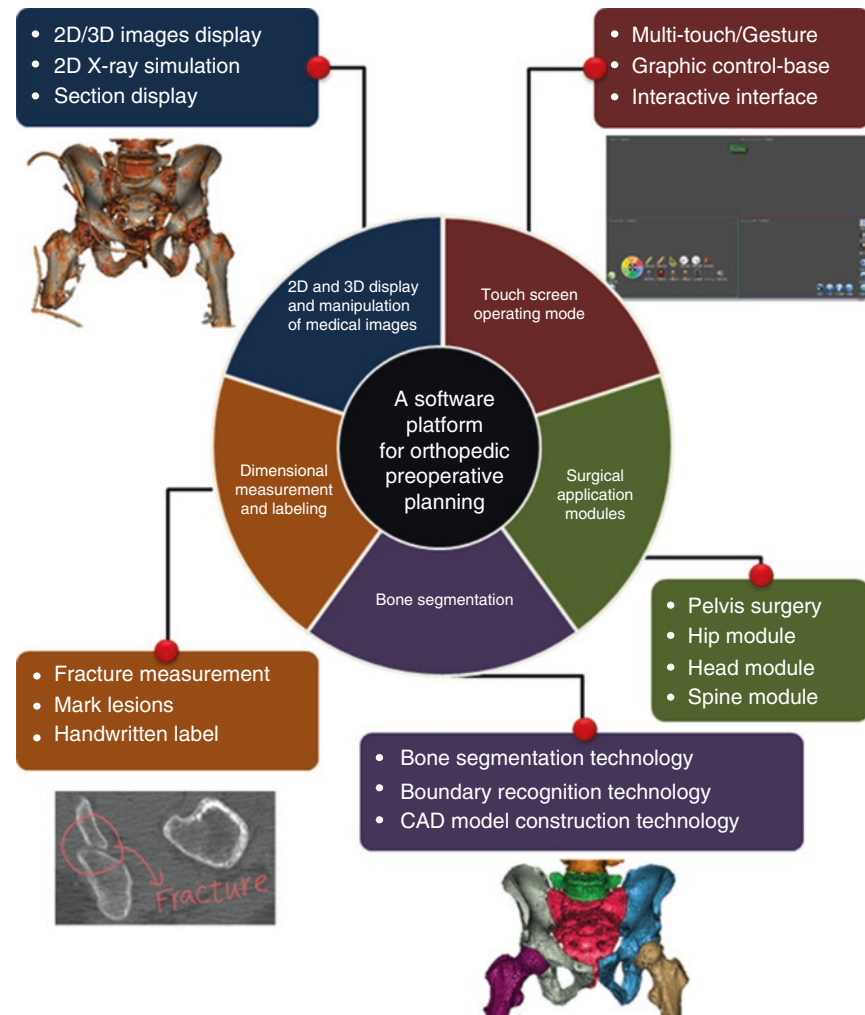 • 2D/3D images display
• 2D X-ray simulation
• Section display
• Multi-touch/Gesture
• Graphic control-base
• Interactive interface
2D and 3D display
and manipulation
of medical images
Touch screen
operating mode
A software
platform
for orthopedic
preoperative
planning
Dimensional
measurement
and labeling
Surgical
application
modules
Bone segmentation
• Pelvis surgery
• Hip module
• Head module
• Spine module
• Fracture measurement
• Mark lesions
• Handwritten label
• Bone segmentation technology
• Boundary recognition technology
• CAD model construction technology
Fracture